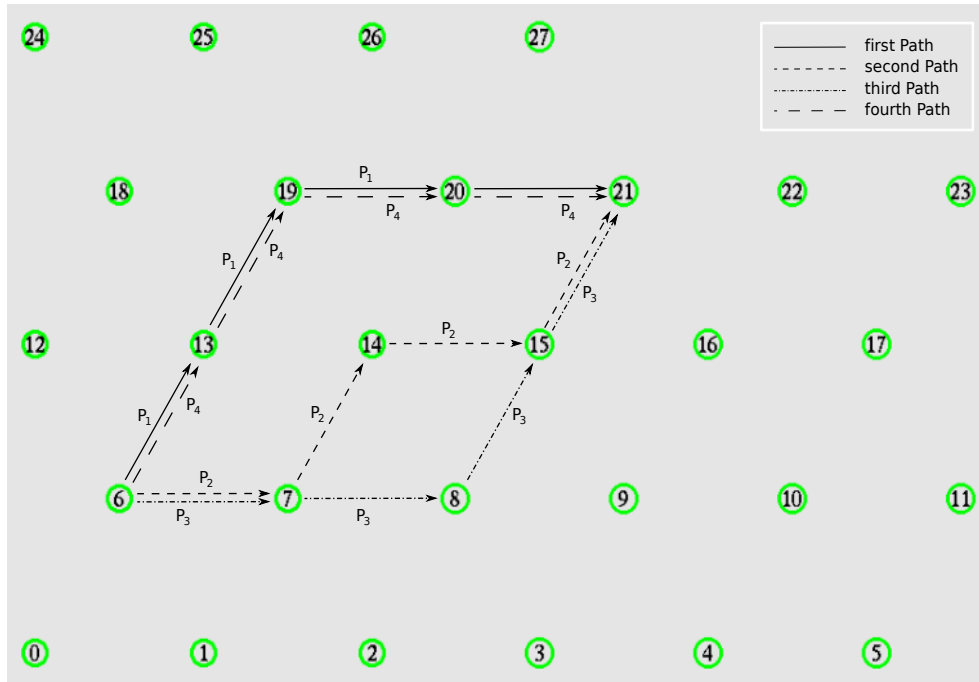 24 25 26 27
first Path
second Path
third Path
fourth Path
P1
18 19 20 21 22 23
P4 P4
P1 P4
P2
P3
P2
12 13 14 15 16 17
P1 P4 P2 P3
P2
6 7 8 9 10 11
P3 P3
0 1 2 3 4 5